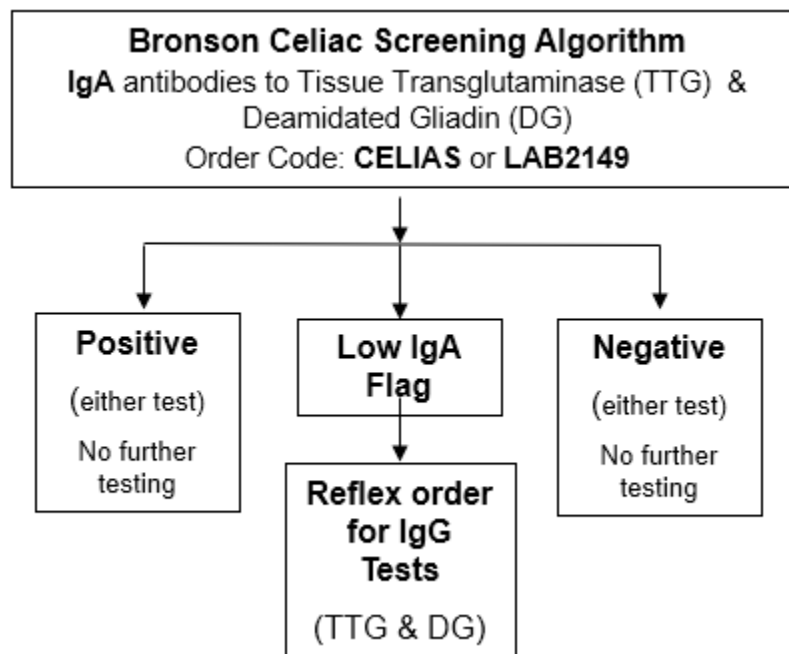 Bronson Celiac Screening Algorithm
IgA antibodies to Tissue Transglutaminase (TTG) &
Deamidated Gliadin (DG)
Order Code: CELIAS or LAB2149
Positive
(either test)
No further
testing
Low IgA
Flag
Negative
(either test)
No further
testing
Reflex order
for IgG
Tests
(TTG & DG)